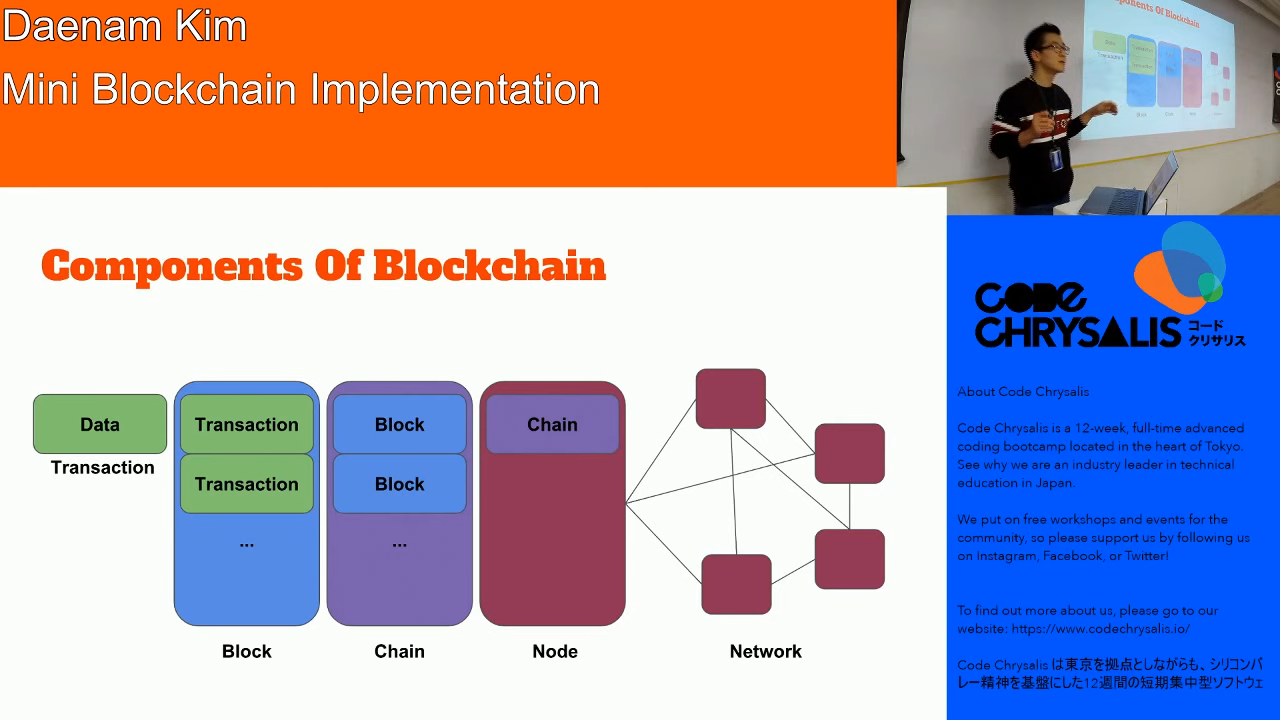 Daenam Kim
Mini Blockchain Implementation
Components Of Blockchain
Data
Transaction
Transaction
Transaction
...
Block
Block
Block
...
Chain
Chain
Node
Network
CODE
CHRYSALIS
コード
クリサリス
About Code Chrysalis
Code Chrysalis is a 12-week, full-time advanced
coding bootcamp located in the heart of Tokyo.
See why we are an industry leader in technical
education in Japan.
We put on free workshops and events for the
community, so please support us by following us
on Instagram, Facebook, or Twitter!
To find out more about us, please go to our
website: https://www.codechrysalis.io/
Code Chrysalis は東京を拠点としながらも、シリコンバ
レー精神を基盤にした12週間の短期集中型ソフトウェ